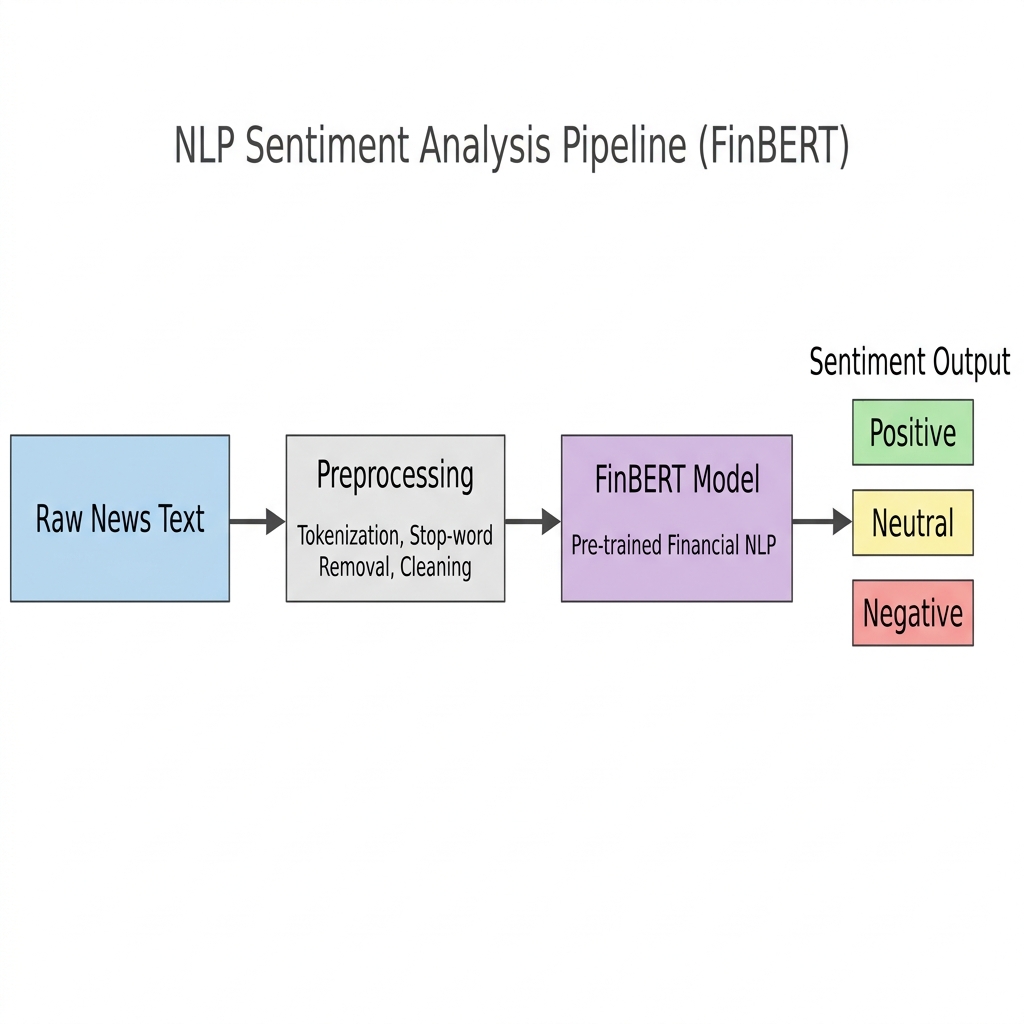 NLP Sentiment Analysis Pipeline (FinBERT)
Raw News Text
Preprocessing
Tokenization, Stop-word
Removal, Cleaning
FinBERT Model
Pre-trained Financial NLP
Sentiment Output
Positive
Neutral
Negative